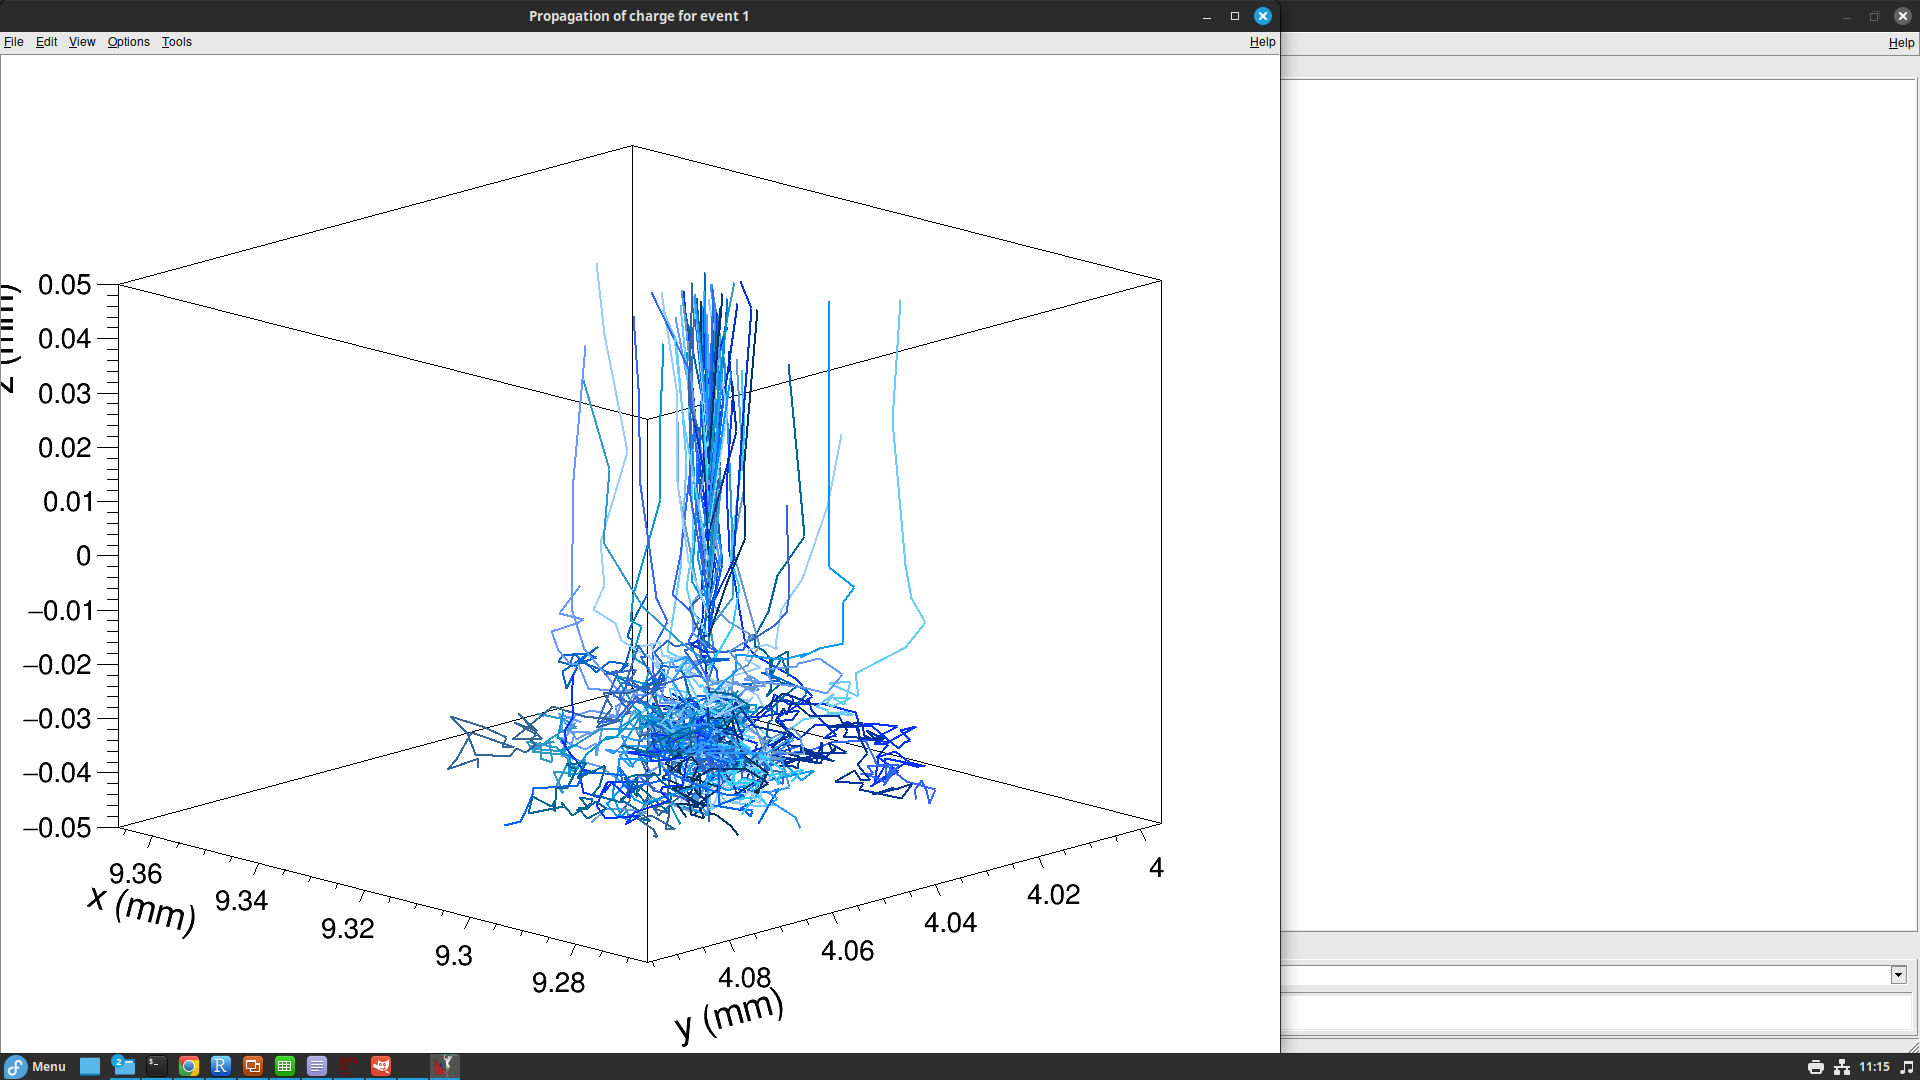 Propagation of charge for event 1
File Edit View Options Tools Help
Help
z (mm)
0.05
0.04
0.03
0.02
0.01
0
−0.01
−0.02
−0.03
−0.04
−0.05
9.36
9.34
9.32
9.3
9.28
x (mm)
4
4.02
4.04
4.06
4.08
y (mm)
Menu
2
R
11:15